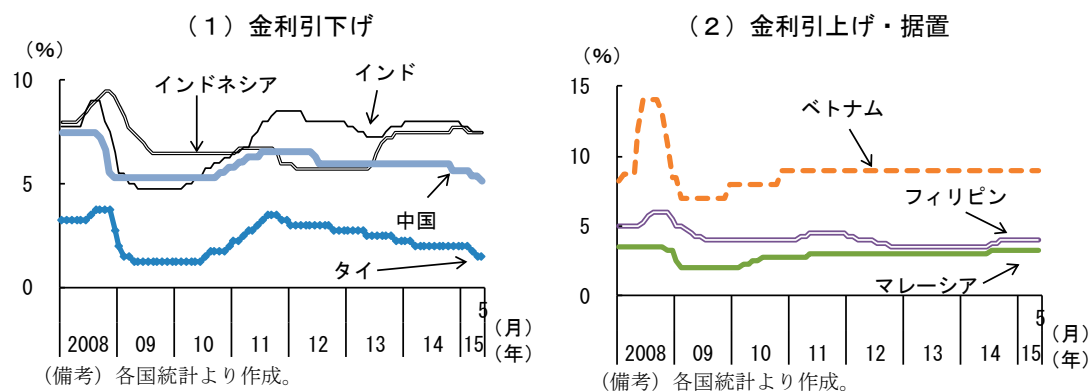 （１）金利引下げ
(%)
10
5
0
インドネシア
インド
中国
タイ
5
(月)
2008 09 10 11 12 13 14 15
(年)
（備考）各国統計より作成。
（２）金利引上げ・据置
(%)
15
10
5
0
ベトナム
フィリピン
マレーシア
5
(月)
2008 09 10 11 12 13 14 15
(年)
（備考）各国統計より作成。